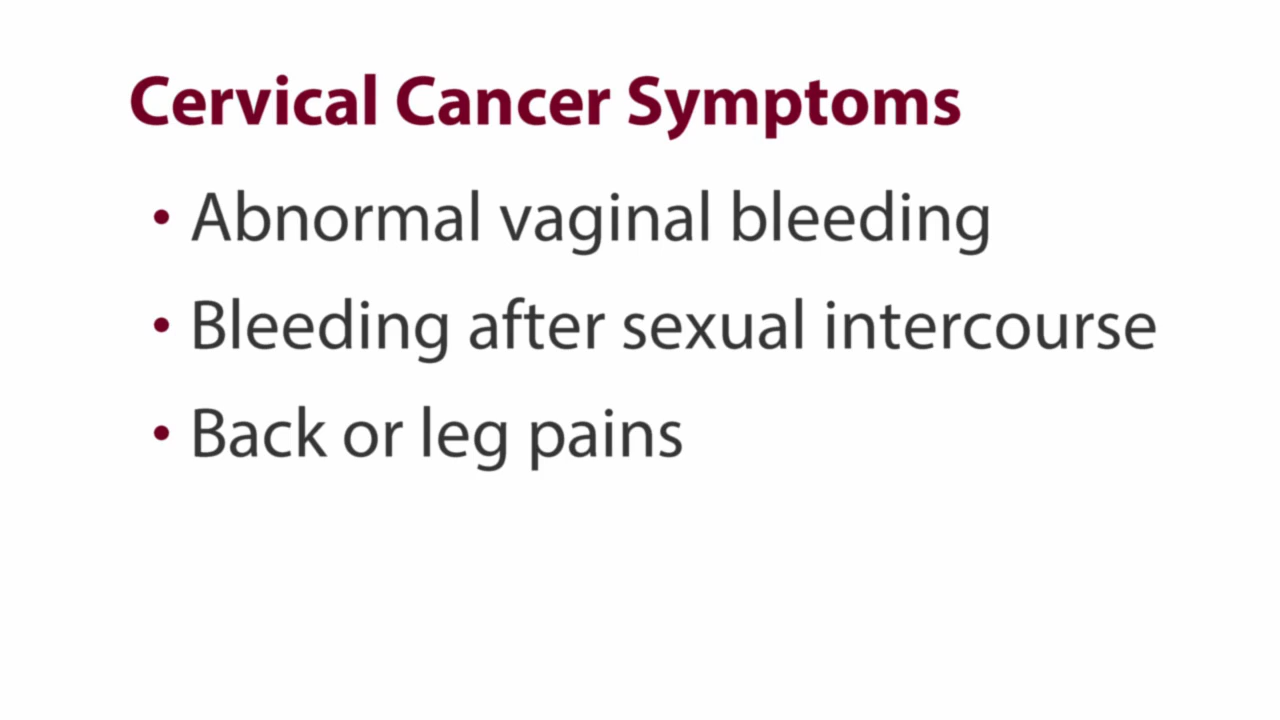 Cervical Cancer Symptoms
• Abnormal vaginal bleeding
• Bleeding after sexual intercourse
• Back or leg pains